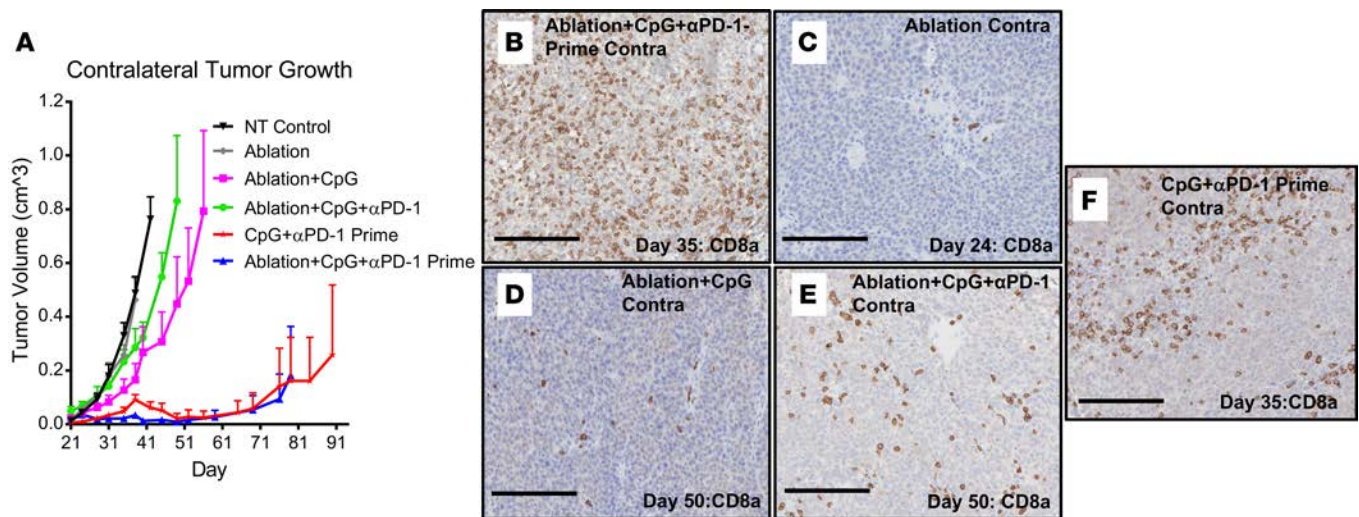 A
Contralateral Tumor Growth
Tumor Volume (cm^3)
1.2
1.0
0.8
0.6
0.4
0.2
0.0
21 31 41 51 61 71 81 91
Day
NT Control
Ablation
Ablation+CpG
Ablation+CpG+αPD-1
CpG+αPD-1 Prime
Ablation+CpG+αPD-1 Prime
B
Ablation+CpG+αPD-1-
Prime Contra
Day 35: CD8a
C
Ablation Contra
Day 24: CD8a
D
Ablation+CpG
Contra
Day 50:CD8a
E
Ablation+CpG+αPD-1
Contra
Day 50: CD8a
F
CpG+αPD-1 Prime
Contra
Day 35:CD8a